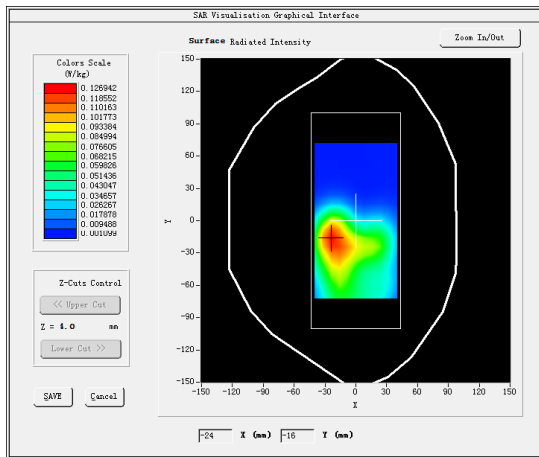 SAR Visualisation Graphical Interface
Surface Radiated Intensity
Zoom In/Out
Colors Scale
(W/kg)
0.126942
0.118552
0.110163
0.101773
0.093384
0.084994
0.076605
0.068215
0.059826
0.051436
0.043047
0.034657
0.026267
0.017878
0.009488
0.001099
150
120
90
60
30
0
-30
-60
-90
-120
-150
Y
-150 -120 -90 -60 -30 0 30 60 90 120 150
X
Z-Cuts Control
<< Upper Cut
Z = 4.0 mm
Lower Cut >>
SAVE Cancel
-24 X (mm) -16 Y (mm)